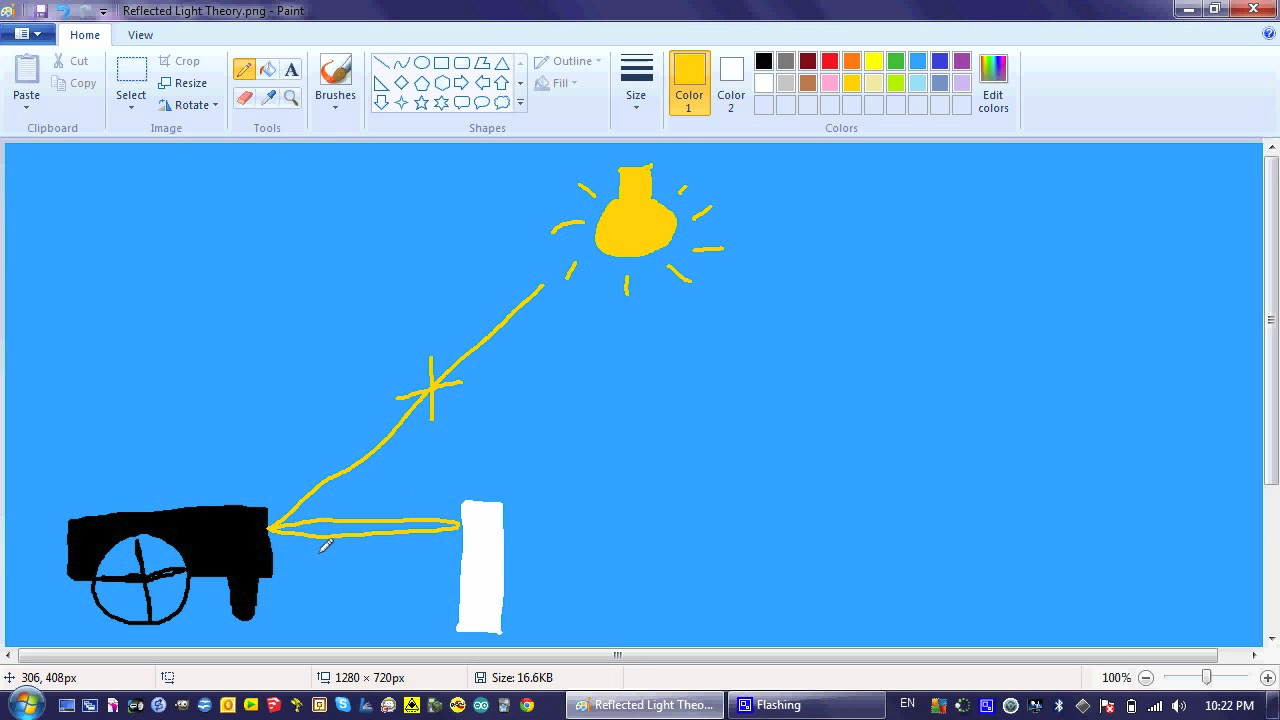 Reflected Light Theory.png - Paint
Home View
Paste
Cut
Copy
Clipboard
Select
Crop
Resize
Rotate
Image
A
Tools
Brushes
Outline
Fill
Shapes
Size
Color 1
Color 2
Edit colors
Colors
306, 408px
1280 × 720px
Size: 16.6KB
100%
Reflected Light Theo...
Flashing
EN
10:22 PM